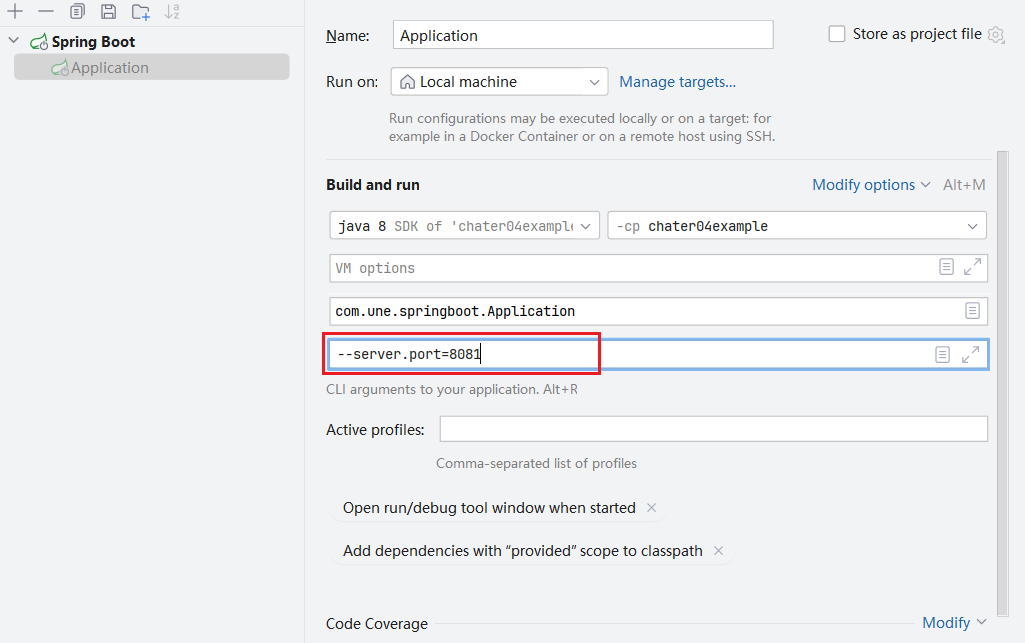 Spring Boot
Application
Name:
Application
Store as project file
Run on:
Local machine
Manage targets...
Run configurations may be executed locally or on a target: for
example in a Docker Container or on a remote host using SSH.
Build and run
Modify options
Alt+M
java 8 SDK of 'chater04example
-cp chater04example
VM options
com.une.springboot.Application
--server.port=8081
CLI arguments to your application. Alt+R
Active profiles:
Comma-separated list of profiles
Open run/debug tool window when started
Add dependencies with “provided” scope to classpath
Code Coverage
Modify